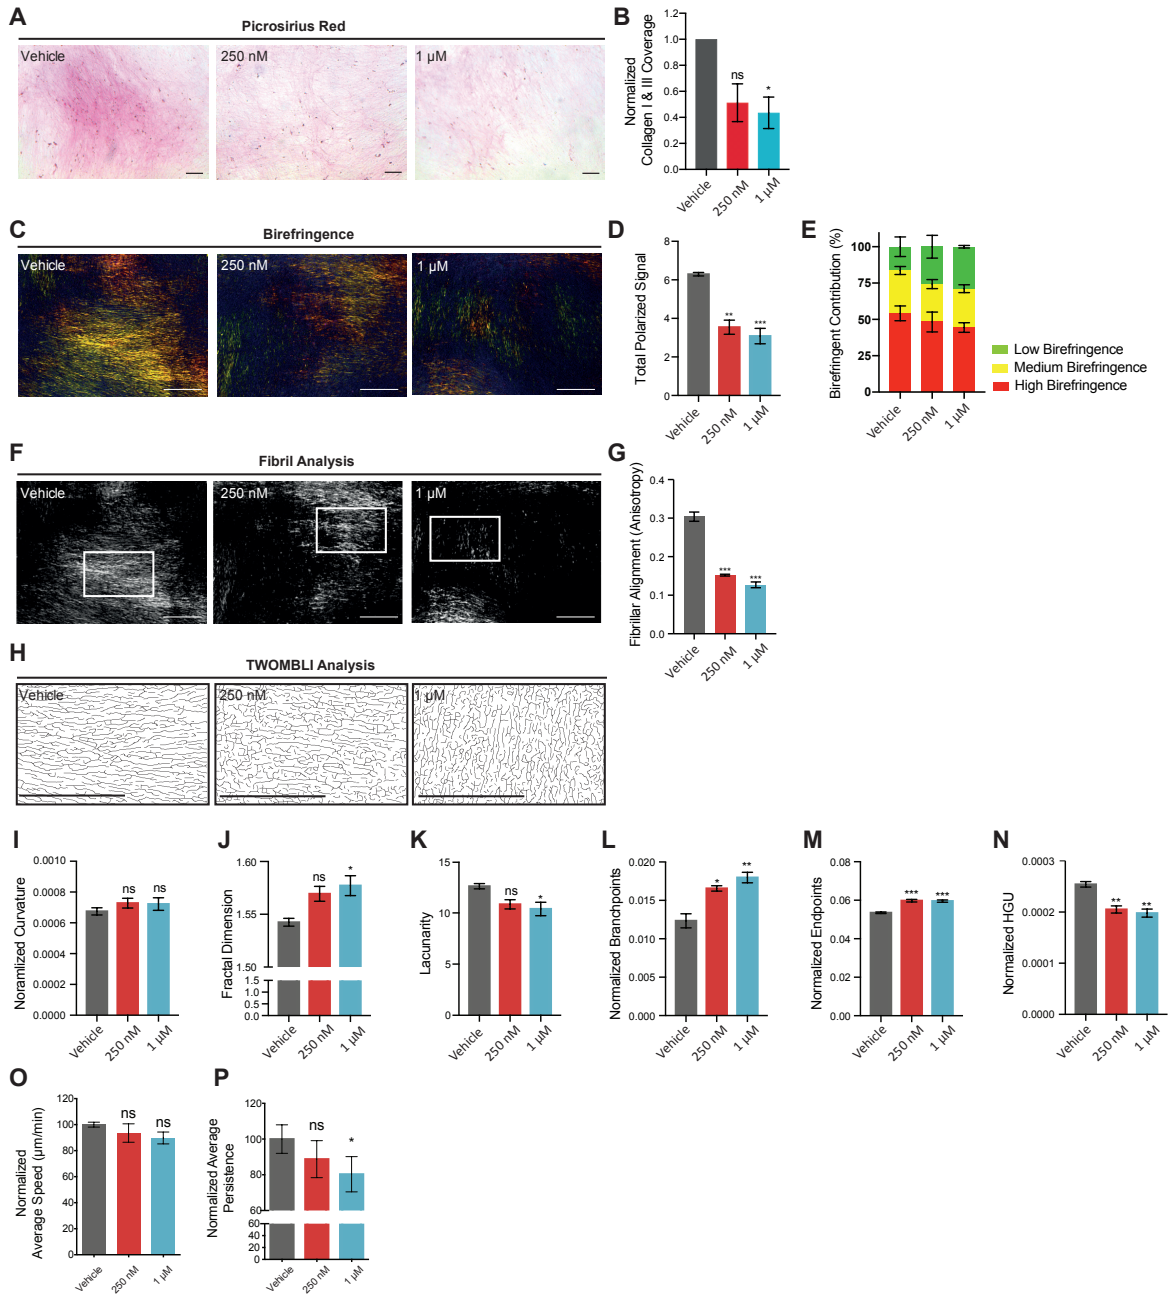 A
Picrosirius Red
Vehicle
250 nM
1 µM
B
Normalized
Collagen I & III Coverage
1.2
1.0
0.8
0.6
0.4
0.2
0.0
ns
*
Vehicle
250 nM
1 µM
C
Birefringence
Vehicle
250 nM
1 µM
D
Total Polarized Signal
8
6
4
2
0
**
***
Vehicle
250 nM
1 µM
E
Birefringent Contribution (%)
100
75
50
25
0
Vehicle
250 nM
1 µM
Low Birefringence
Medium Birefringence
High Birefringence
F
Fibril Analysis
Vehicle
250 nM
1 µM
G
Fibrillar Alignment (Anisotropy)
0.4
0.3
0.2
0.1
0.0
***
***
Vehicle
250 nM
1 µM
H
TWOMBLI Analysis
Vehicle
250 nM
1 µM
I
Noramlized Curvature
0.0010
0.0008
0.0006
0.0004
0.0002
0.0000
ns
ns
Vehicle
250 nM
1 µM
J
Fractal Dimension
1.60
1.55
1.50
1.5
1.0
0.5
0.0
ns
*
Vehicle
250 nM
1 µM
K
Lacunarity
15
10
5
0
ns
*
Vehicle
250 nM
1 µM
L
Normalized Branchpoints
0.020
0.015
0.010
0.005
0.000
*
**
Vehicle
250 nM
1 µM
M
Normalized Endpoints
0.08
0.06
0.04
0.02
0.00
***
***
Vehicle
250 nM
1 µM
N
Normalized HGU
0.0003
0.0002
0.0001
0.0000
**
**
Vehicle
250 nM
1 µM
O
Normalized
Average Speed (µm/min)
120
100
80
60
40
20
0
ns
ns
Vehicle
250 nM
1 µM
P
Normalized Average
Persistence
120
100
80
60
60
40
20
0
ns
*
Vehicle
250 nM
1 µM